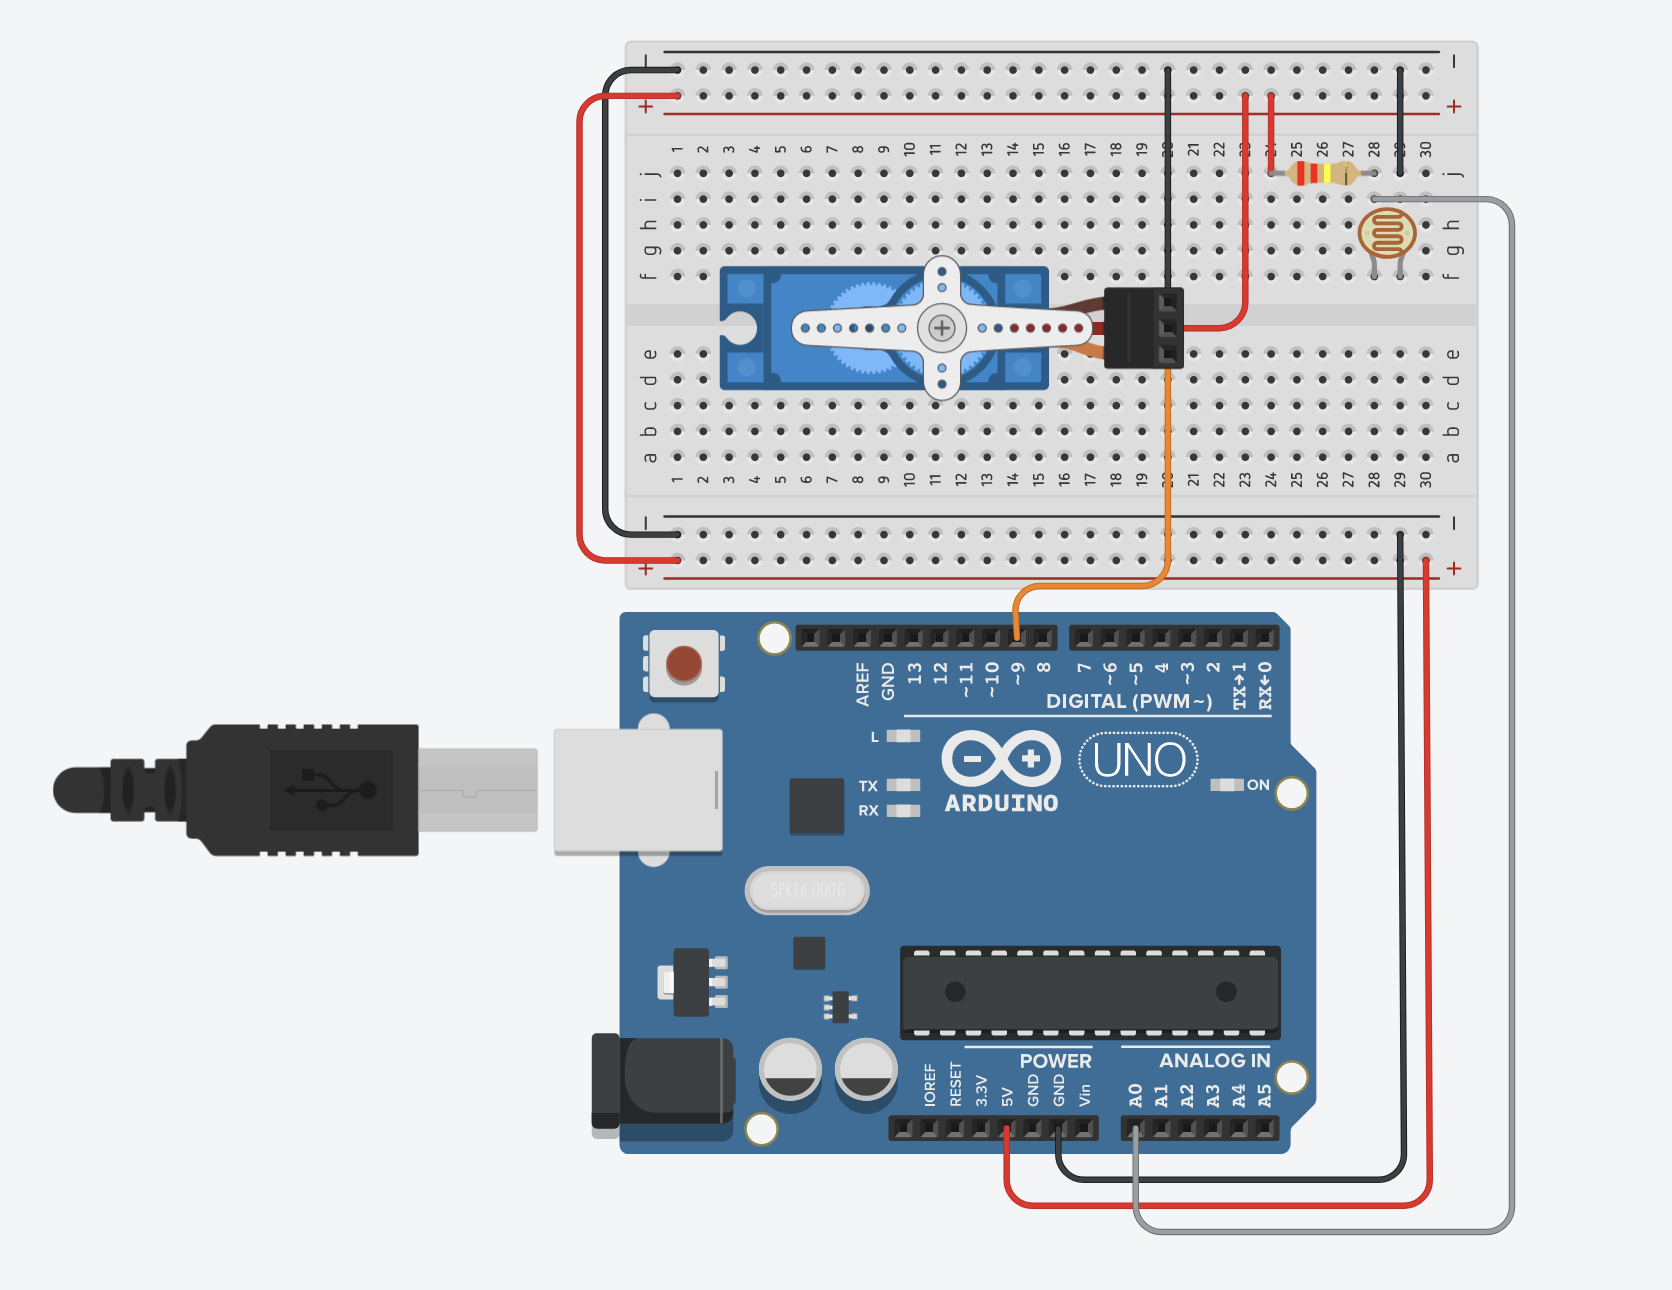 − −
+ +
1 2 3 4 5 6 7 8 9 10 11 12 13 14 15 16 17 18 19 20 21 22 23 24 25 26 27 28 29 30
j j
i
h h
g g
f f
e e
d d
c c
b b
a a
1 2 3 4 5 6 7 8 9 10 11 12 13 14 15 16 17 18 19 20 21 22 23 24 25 26 27 28 29 30
− −
+ +
AREF GND 13 12 ~11 ~10 ~9 8 7 ~6 ~5 4 ~3 2 TX→1 RX←0
DIGITAL (PWM~)
L
UNO
TX ON
ARDUINO
RX
SPK16.000G
POWER ANALOG IN
IOREF RESET 3.3V 5V GND GND Vin A0 A1 A2 A3 A4 A5